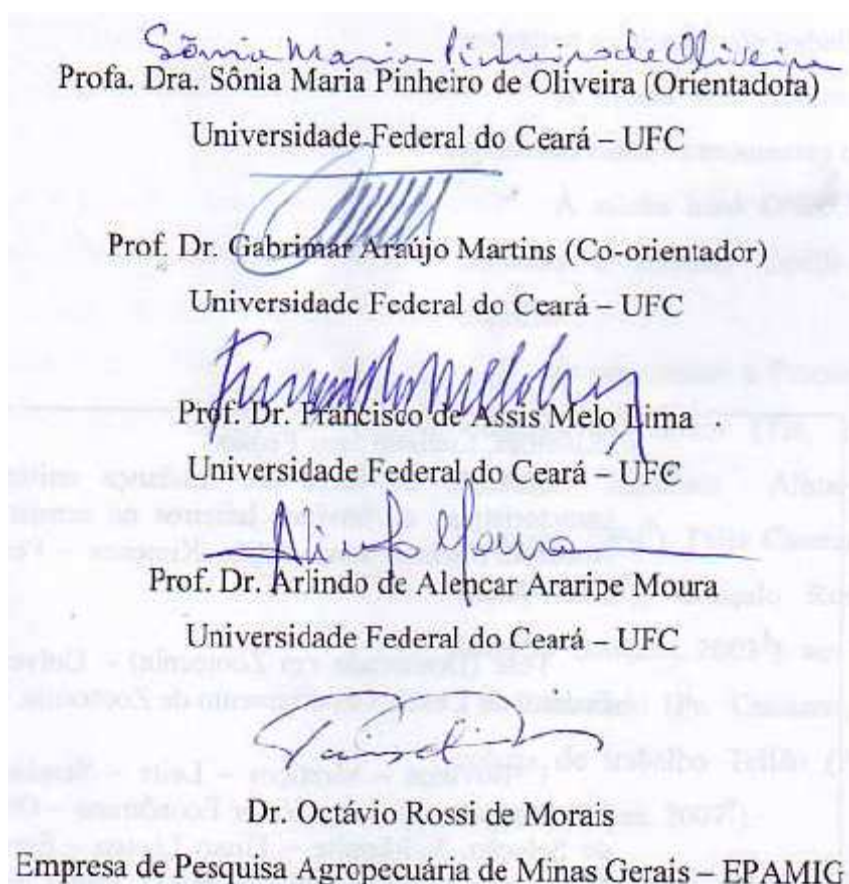 Sônia Maria Pinheiro de Oliveira
Profa. Dra. Sônia Maria Pinheiro de Oliveira (Orientadora)
Universidade Federal do Ceará – UFC
Prof. Dr. Gabrimar Araújo Martins (Co-orientador)
Universidade Federal do Ceará – UFC
Prof. Dr. Francisco de Assis Melo Lima
Universidade Federal do Ceará – UFC
Arlindo Moura
Prof. Dr. Arlindo de Alencar Araripe Moura
Universidade Federal do Ceará – UFC
Dr. Octávio Rossi de Morais
Empresa de Pesquisa Agropecuária de Minas Gerais – EPAMIG